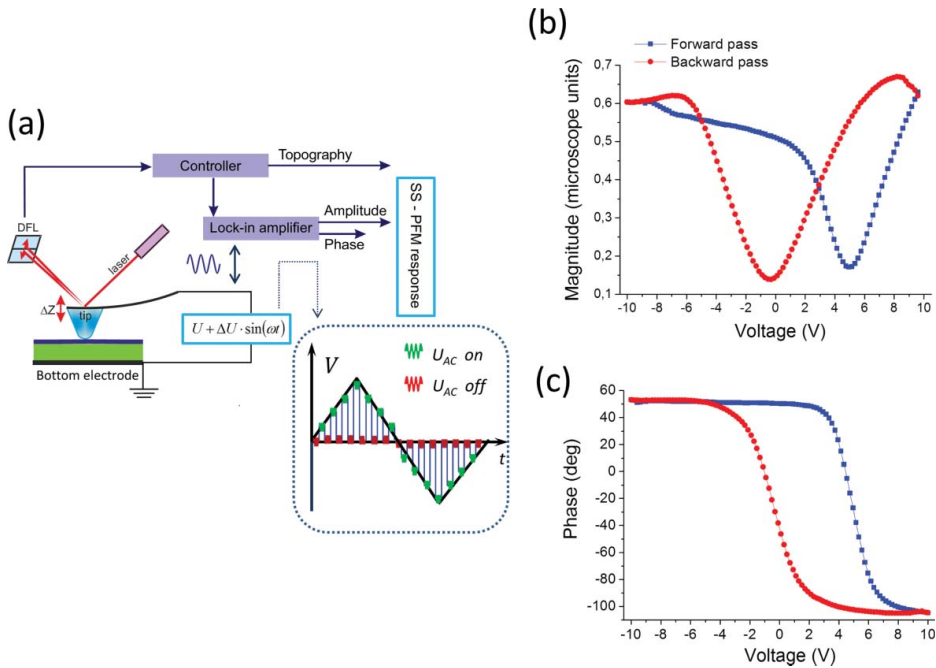 (a)
Controller
Topography
Lock-in amplifier
Amplitude
Phase
SS - PFM response
DFL
laser
ΔZ
tip
U + ΔU · sin(ωt)
Bottom electrode
V
U_AC on
U_AC off
t
(b)
Forward pass
Backward pass
Magnitude (microscope units)
0,7
0,6
0,5
0,4
0,3
0,2
0,1
-10 -8 -6 -4 -2 0 2 4 6 8 10
Voltage (V)
(c)
Phase (deg)
60
40
20
0
-20
-40
-60
-80
-100
-10 -8 -6 -4 -2 0 2 4 6 8 10
Voltage (V)